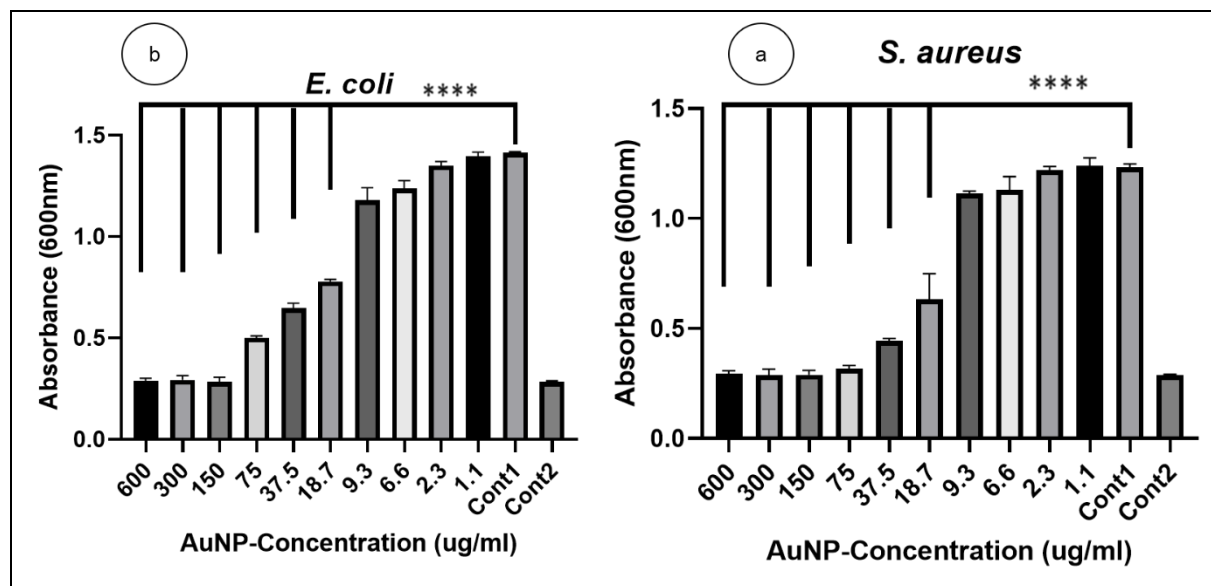 b
E. coli ****
Absorbance (600nm)
1.5
1.0
0.5
0.0
600 300 150 75 37.5 18.7 9.3 6.6 2.3 1.1 Cont1 Cont2
AuNP-Concentration (ug/ml)
a
S. aureus
****
Absorbance (600nm)
1.5
1.0
0.5
0.0
600 300 150 75 37.5 18.7 9.3 6.6 2.3 1.1 Cont1 Cont2
AuNP-Concentration (ug/ml)